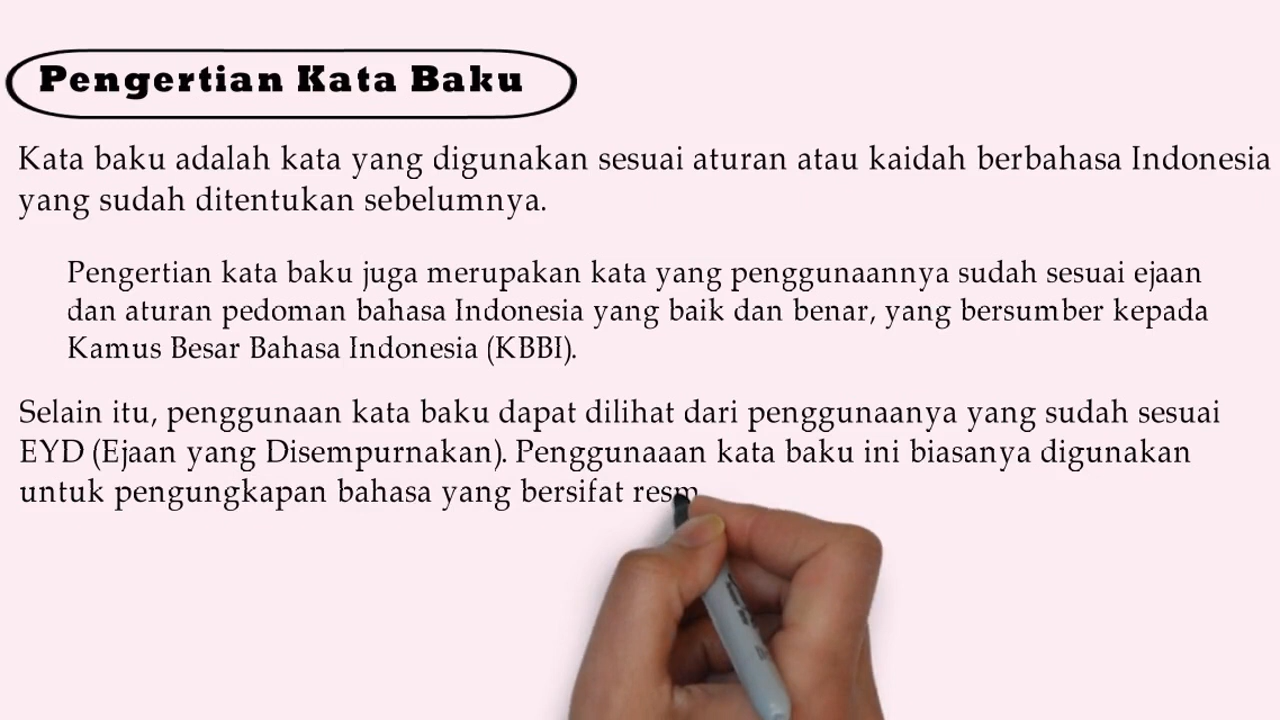 Pengertian Kata Baku
Kata baku adalah kata yang digunakan sesuai aturan atau kaidah berbahasa Indonesia
yang sudah ditentukan sebelumnya.
Pengertian kata baku juga merupakan kata yang penggunaannya sudah sesuai ejaan
dan aturan pedoman bahasa Indonesia yang baik dan benar, yang bersumber kepada
Kamus Besar Bahasa Indonesia (KBBI).
Selain itu, penggunaan kata baku dapat dilihat dari penggunaanya yang sudah sesuai
EYD (Ejaan yang Disempurnakan). Penggunaaan kata baku ini biasanya digunakan
untuk pengungkapan bahasa yang bersifat resm